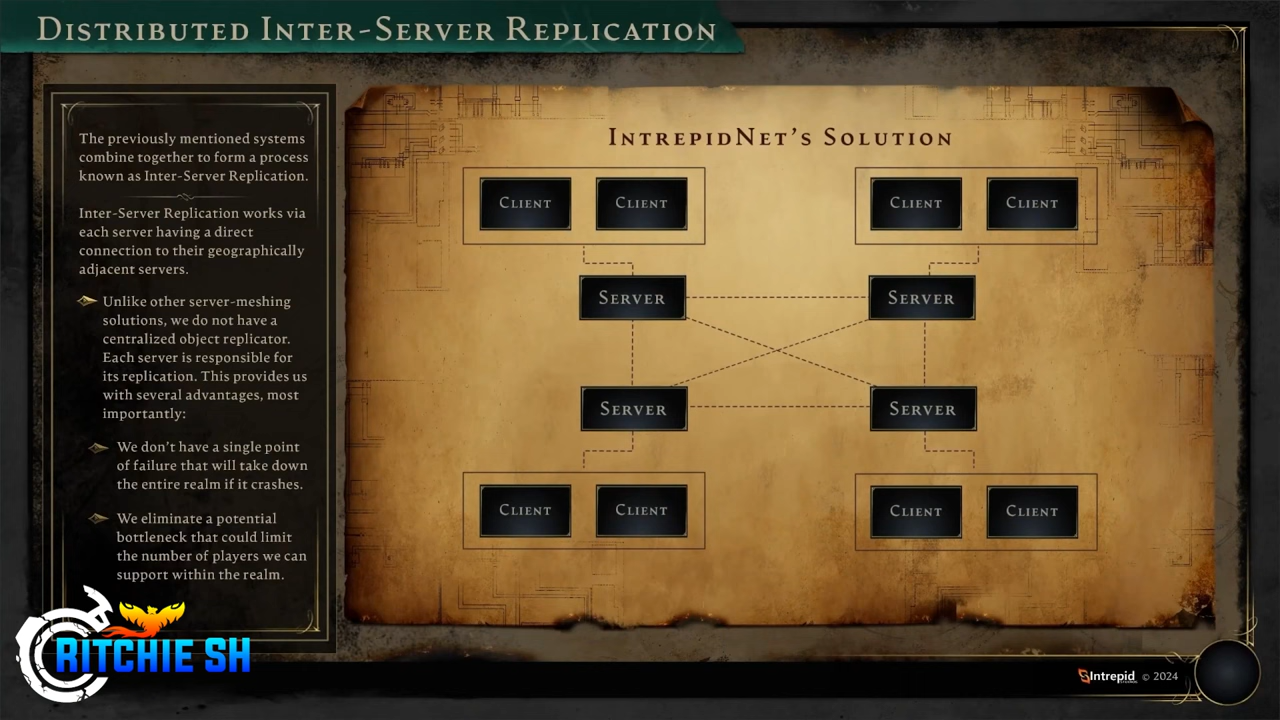 Distributed Inter-Server Replication
The previously mentioned systems
combine together to form a process
known as Inter-Server Replication.
Inter-Server Replication works via
each server having a direct
connection to their geographically
adjacent servers.
Unlike other server-meshing
solutions, we do not have a
centralized object replicator.
Each server is responsible for
its replication. This provides us
with several advantages, most
importantly:
We don't have a single point
of failure that will take down
the entire realm if it crashes.
We eliminate a potential
bottleneck that could limit
the number of players we can
support within the realm.
IntrepidNet's Solution
Client Client Client Client
Server Server
Server Server
Client Client Client Client
RITCHIE SH
Intrepid STUDIOS © 2024